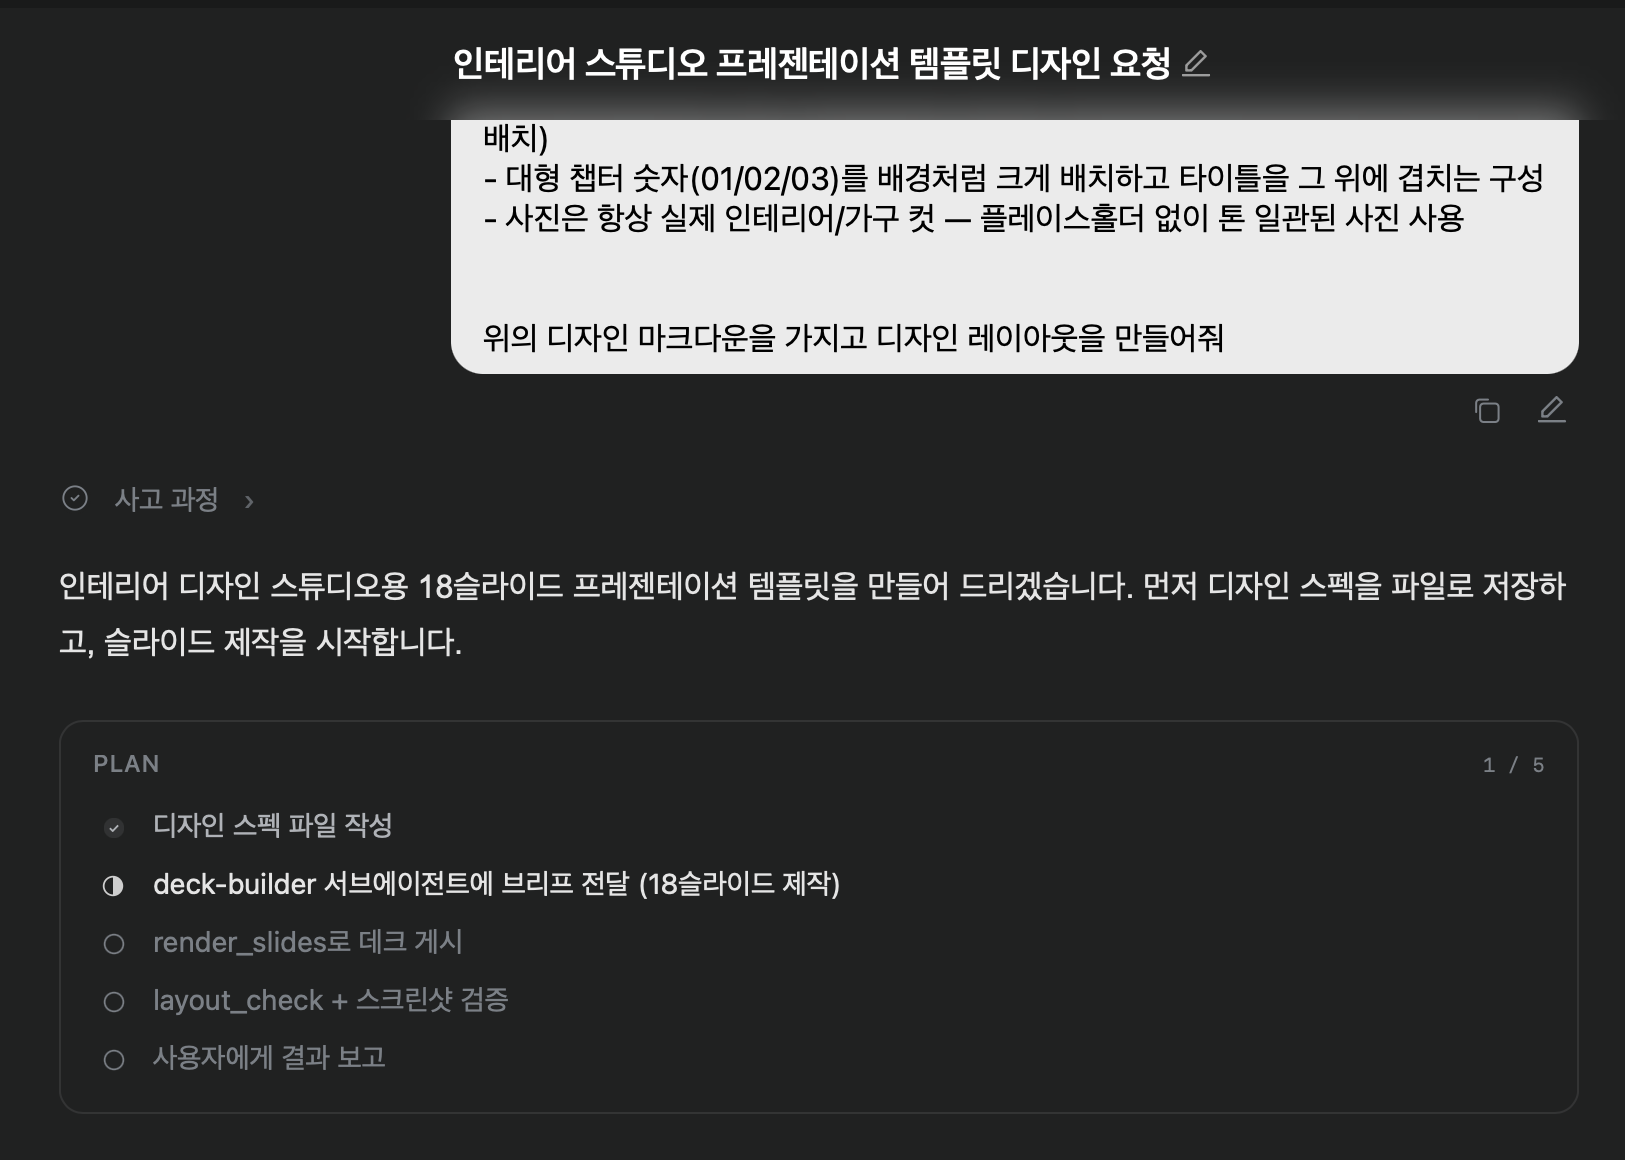 인테리어 스튜디오 프레젠테이션 템플릿 디자인 요청
배치)
- 대형 챕터 숫자(01/02/03)를 배경처럼 크게 배치하고 타이틀을 그 위에 겹치는 구성
- 사진은 항상 실제 인테리어/가구 컷 — 플레이스홀더 없이 톤 일관된 사진 사용
위의 디자인 마크다운을 가지고 디자인 레이아웃을 만들어줘
사고 과정 ›
인테리어 디자인 스튜디오용 18슬라이드 프레젠테이션 템플릿을 만들어 드리겠습니다. 먼저 디자인 스펙을 파일로 저장하
고, 슬라이드 제작을 시작합니다.
PLAN 1 / 5
디자인 스펙 파일 작성
deck-builder 서브에이전트에 브리프 전달 (18슬라이드 제작)
render_slides로 데크 게시
layout_check + 스크린샷 검증
사용자에게 결과 보고